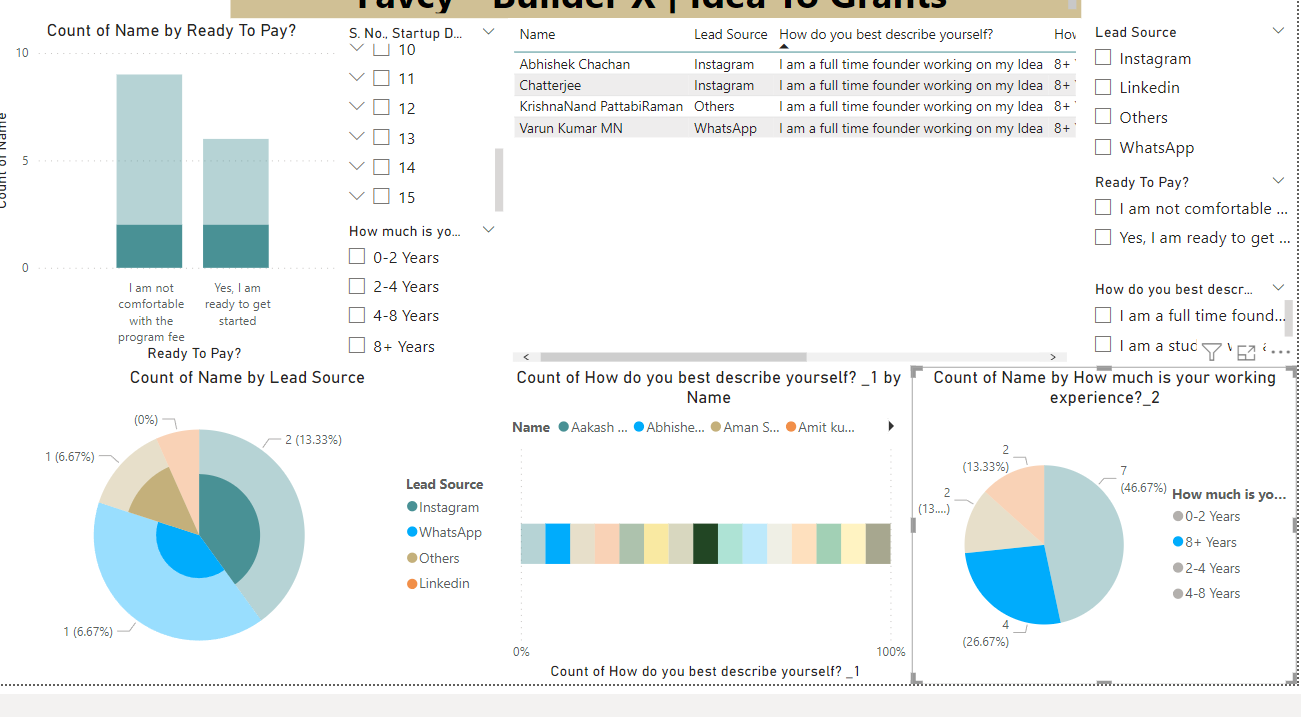 Favcy - Builder X | Idea To Grants
Count of Name by Ready To Pay?
10
5
0
Count of Name
I am not
comfortable
with the
program fee
Yes, I am
ready to get
started
Ready To Pay?
S. No., Startup D...
10
11
12
13
14
15
How much is yo...
0-2 Years
2-4 Years
4-8 Years
8+ Years
Name Lead Source How do you best describe yourself? How
Abhishek Chachan Instagram I am a full time founder working on my Idea 8+
Chatterjee Instagram I am a full time founder working on my Idea 8+
KrishnaNand PattabiRaman Others I am a full time founder working on my Idea 8+
Varun Kumar MN WhatsApp I am a full time founder working on my Idea 8+
Lead Source
Instagram
Linkedin
Others
WhatsApp
Ready To Pay?
I am not comfortable ...
Yes, I am ready to get ...
How do you best descr...
I am a full time found...
I am a stud
Count of Name by Lead Source
(0%)
2 (13.33%)
1 (6.67%)
1 (6.67%)
Lead Source
Instagram
WhatsApp
Others
Linkedin
Count of How do you best describe yourself? _1 by
Name
Name Aakash ... Abhishe... Aman S... Amit ku...
0% 100%
Count of How do you best describe yourself? _1
Count of Name by How much is your working
experience?_2
2
(13.33%)
7
(46.67%)
2
(13....)
4
(26.67%)
How much is yo...
0-2 Years
8+ Years
2-4 Years
4-8 Years